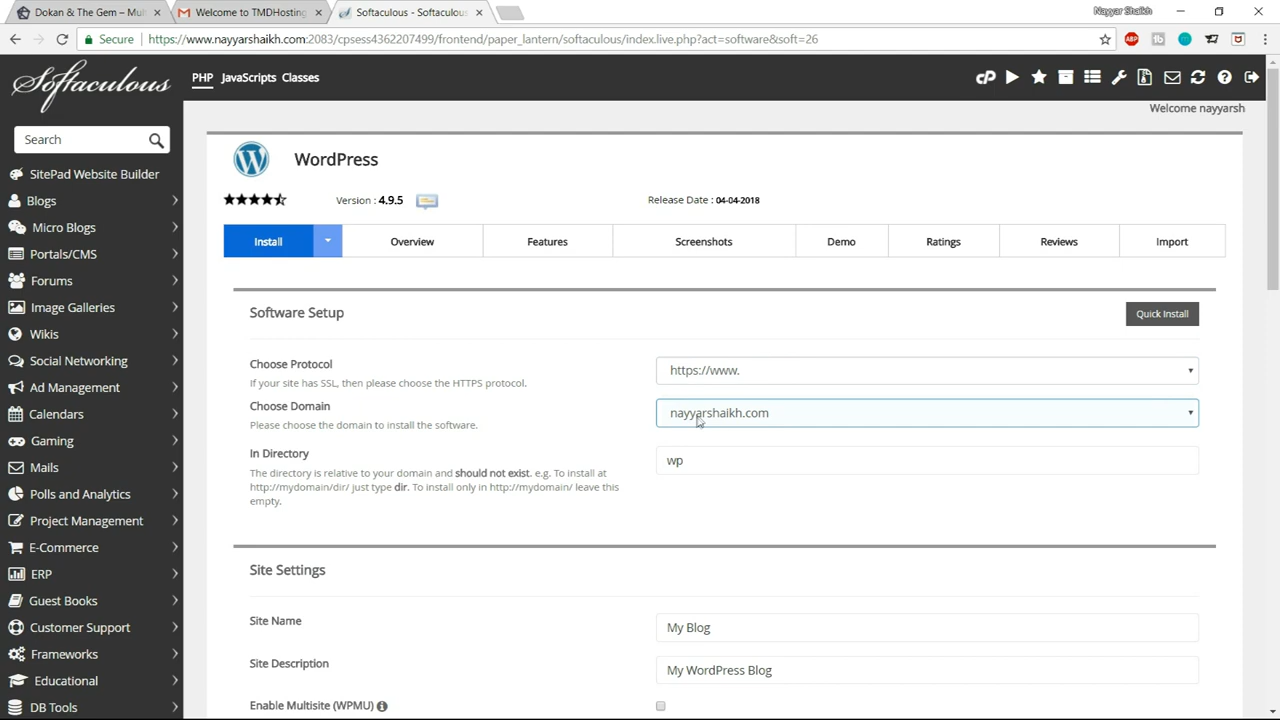 Dokan & The Gem – Mul
Welcome to TMDHosting
Softaculous - Softaculou
Nayyar Shaikh
Secure
https://www.nayyarshaikh.com:2083/cpsess4362207499/frontend/paper_lantern/softaculous/index.live.php?act=software&soft=26
ABP
Softaculous
PHP JavaScripts Classes
cP
Welcome nayyarsh
Search
SitePad Website Builder
Blogs
Micro Blogs
Portals/CMS
Forums
Image Galleries
Wikis
Social Networking
Ad Management
Calendars
Gaming
Mails
Polls and Analytics
Project Management
E-Commerce
ERP
Guest Books
Customer Support
Frameworks
Educational
DB Tools
WordPress
Version : 4.9.5
Release Date : 04-04-2018
Install Overview Features Screenshots Demo Ratings Reviews Import
Software Setup
Quick Install
Choose Protocol
If your site has SSL, then please choose the HTTPS protocol.
https://www.
Choose Domain
Please choose the domain to install the software.
nayyarshaikh.com
In Directory
The directory is relative to your domain and should not exist. e.g. To install at
http://mydomain/dir/ just type dir. To install only in http://mydomain/ leave this
empty.
wp
Site Settings
Site Name
My Blog
Site Description
My WordPress Blog
Enable Multisite (WPMU)